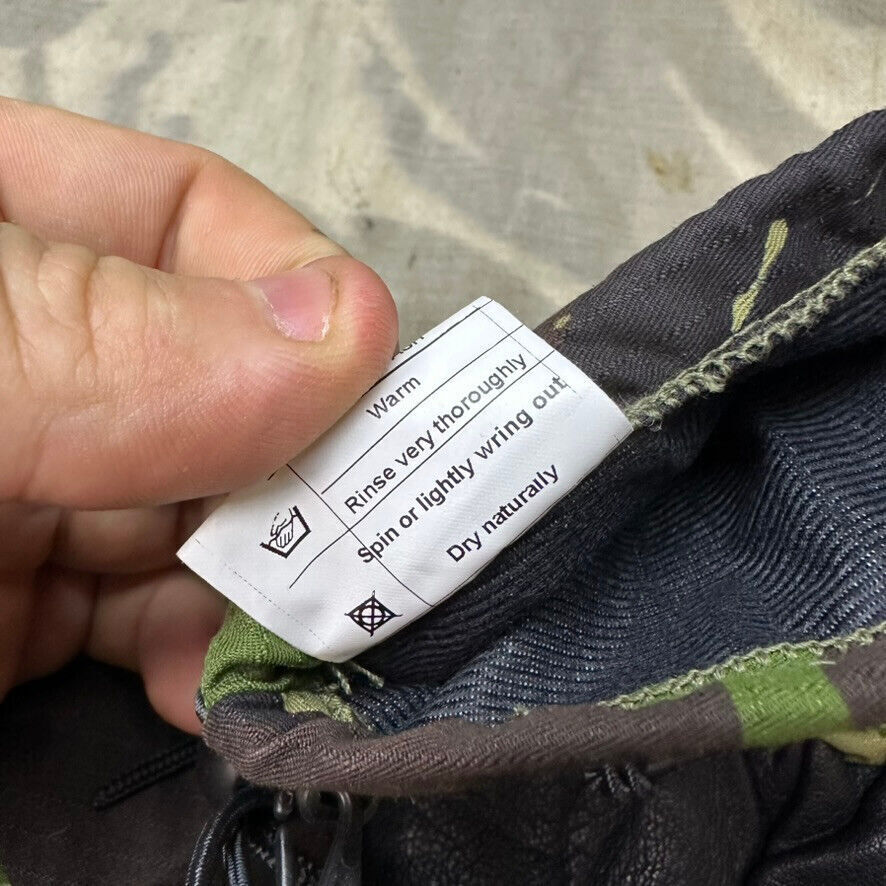 Warm
Rinse very thoroughly
Spin or lightly wring out
Dry naturally